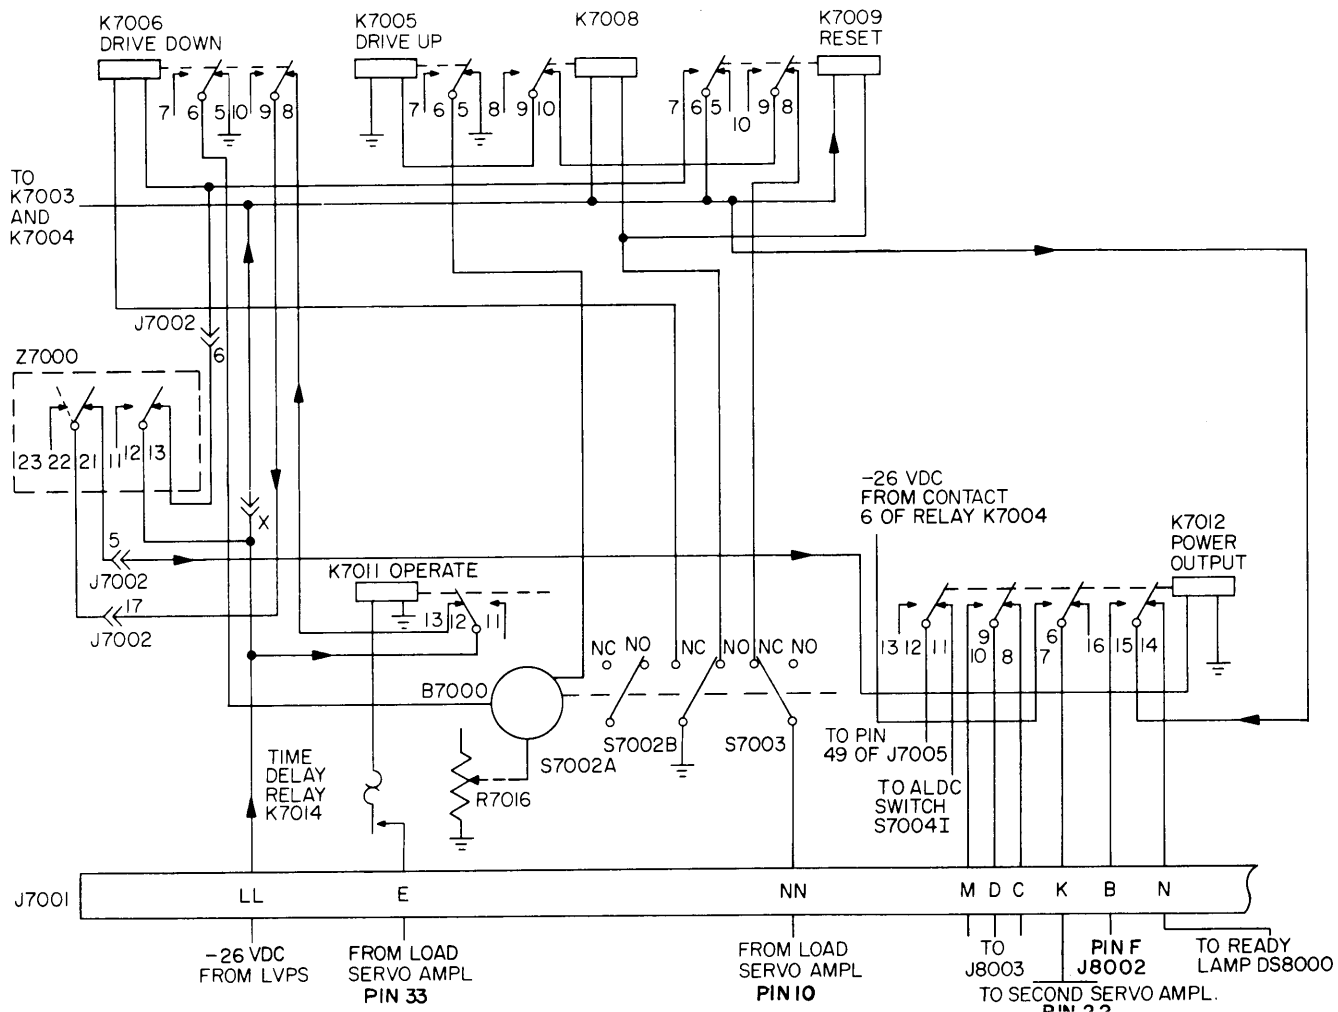 K7006
DRIVE DOWN
K7005
DRIVE UP
K7008
K7009
RESET
7 6 5 10 9 8
7 6 5 8 9 10
7 6 5 10 9 8
TO
K7003
AND
K7004
J7002
6
Z7000
23 22 21 11 12 13
X
5
J7002
17
J7002
K7011 OPERATE
13 12 11
-26 VDC
FROM CONTACT
6 OF RELAY K7004
K7012
POWER
OUTPUT
13 12 11 9 10 8 6 7 16 15 14
NC NO NC NO NC NO
B7000
S7002A
S7002B
S7003
R7016
TIME
DELAY
RELAY
K7014
TO PIN
49 OF J7005
TO ALDC
SWITCH
S7004I
J7001
LL E NN M D C K B N
-26 VDC
FROM LVPS
FROM LOAD
SERVO AMPL
PIN 33
FROM LOAD
SERVO AMPL
PIN 10
TO
J8003
PIN F
J8002
TO READY
LAMP DS8000
TO SECOND SERVO AMPL.
PIN 22